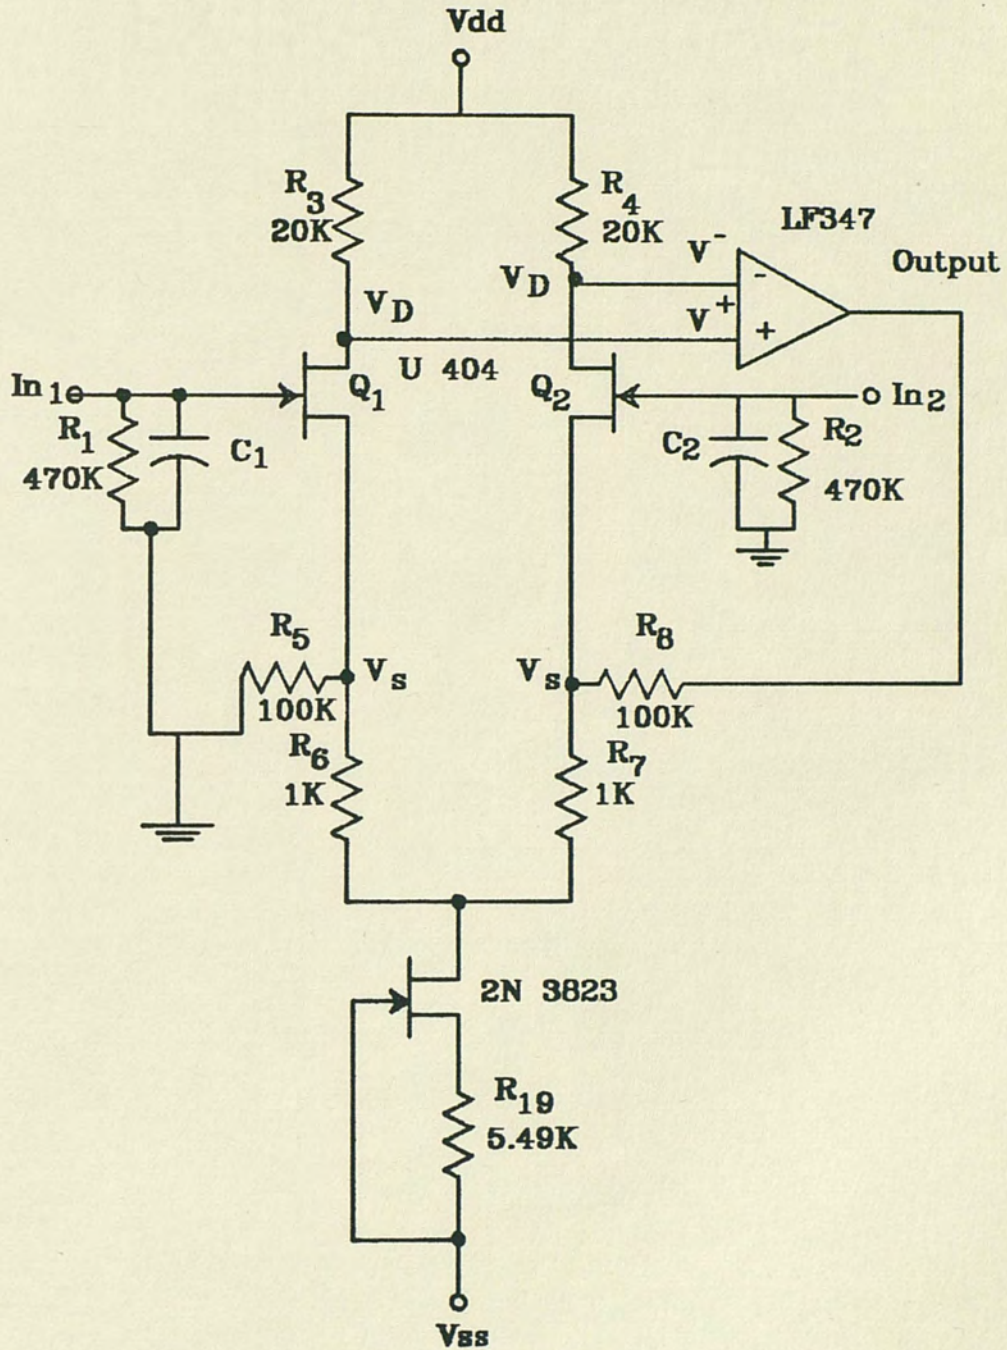 Vdd
R3
20K
R4
20K
LF347
Output
VD
V-
-
VD
V+
+
In1
Q1
U 404
Q2
In2
R1
470K
C1
C2
R2
470K
R5
100K
Vs
Vs
R8
100K
R6
1K
R7
1K
2N 3823
R19
5.49K
Vss